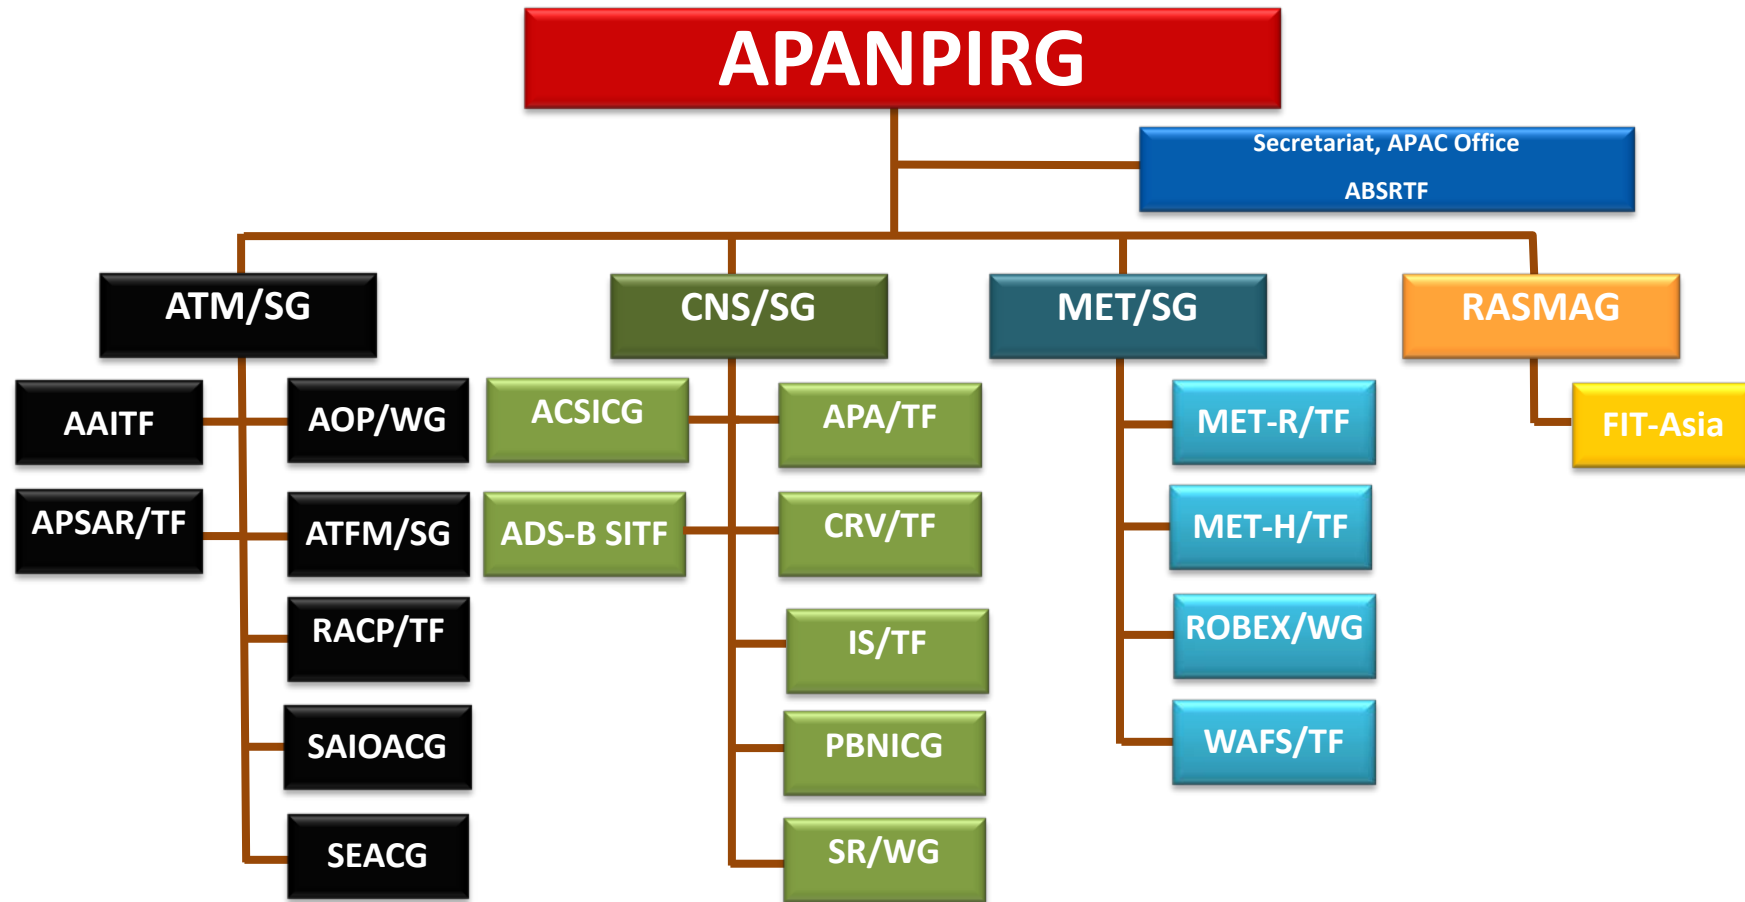 APANPIRG
Secretariat, APAC Office
ABSRTF
ATM/SG
CNS/SG
MET/SG
RASMAG
AAITF
AOP/WG
APSAR/TF
ATFM/SG
RACP/TF
SAIOACG
SEACG
ACSICG
APA/TF
ADS-B SITF
CRV/TF
IS/TF
PBNICG
SR/WG
MET-R/TF
MET-H/TF
ROBEX/WG
WAFS/TF
FIT-Asia